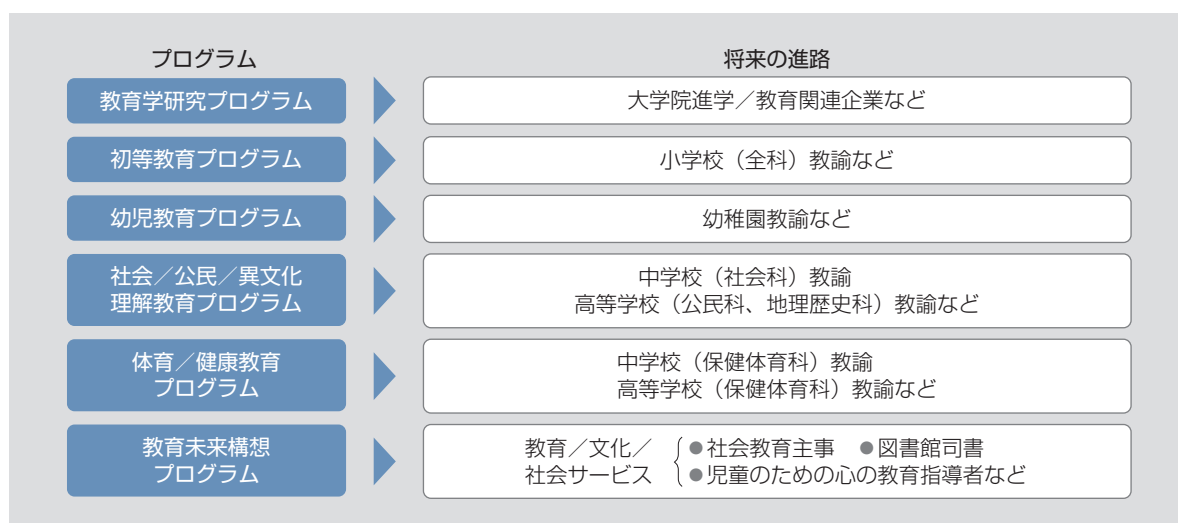 プログラム
将来の進路
教育学研究プログラム
大学院進学／教育関連企業など
初等教育プログラム
小学校（全科）教諭など
幼児教育プログラム
幼稚園教諭など
社会／公民／異文化
理解教育プログラム
中学校（社会科）教諭
高等学校（公民科、地理歴史科）教諭など
体育／健康教育
プログラム
中学校（保健体育科）教諭
高等学校（保健体育科）教諭など
教育未来構想
プログラム
教育／文化／
社会サービス
●社会教育主事　●図書館司書
●児童のための心の教育指導者など